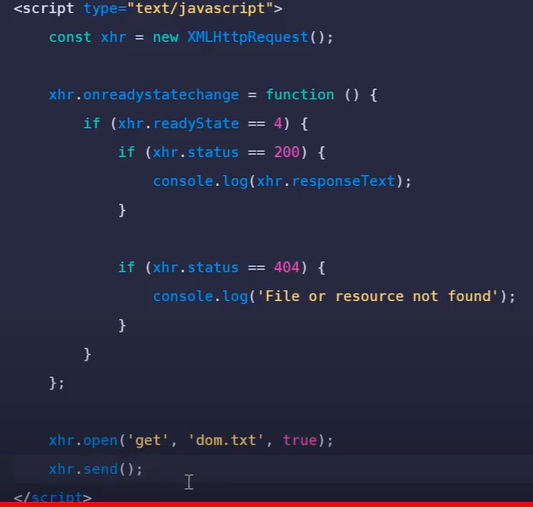 <script type="text/javascript">
const xhr = new XMLHttpRequest();
xhr.onreadystatechange = function () {
if (xhr.readyState == 4) {
if (xhr.status == 200) {
console.log(xhr.responseText);
}
if (xhr.status == 404) {
console.log('File or resource not found');
}
}
};
xhr.open('get', 'dom.txt', true);
xhr.send();
</script>